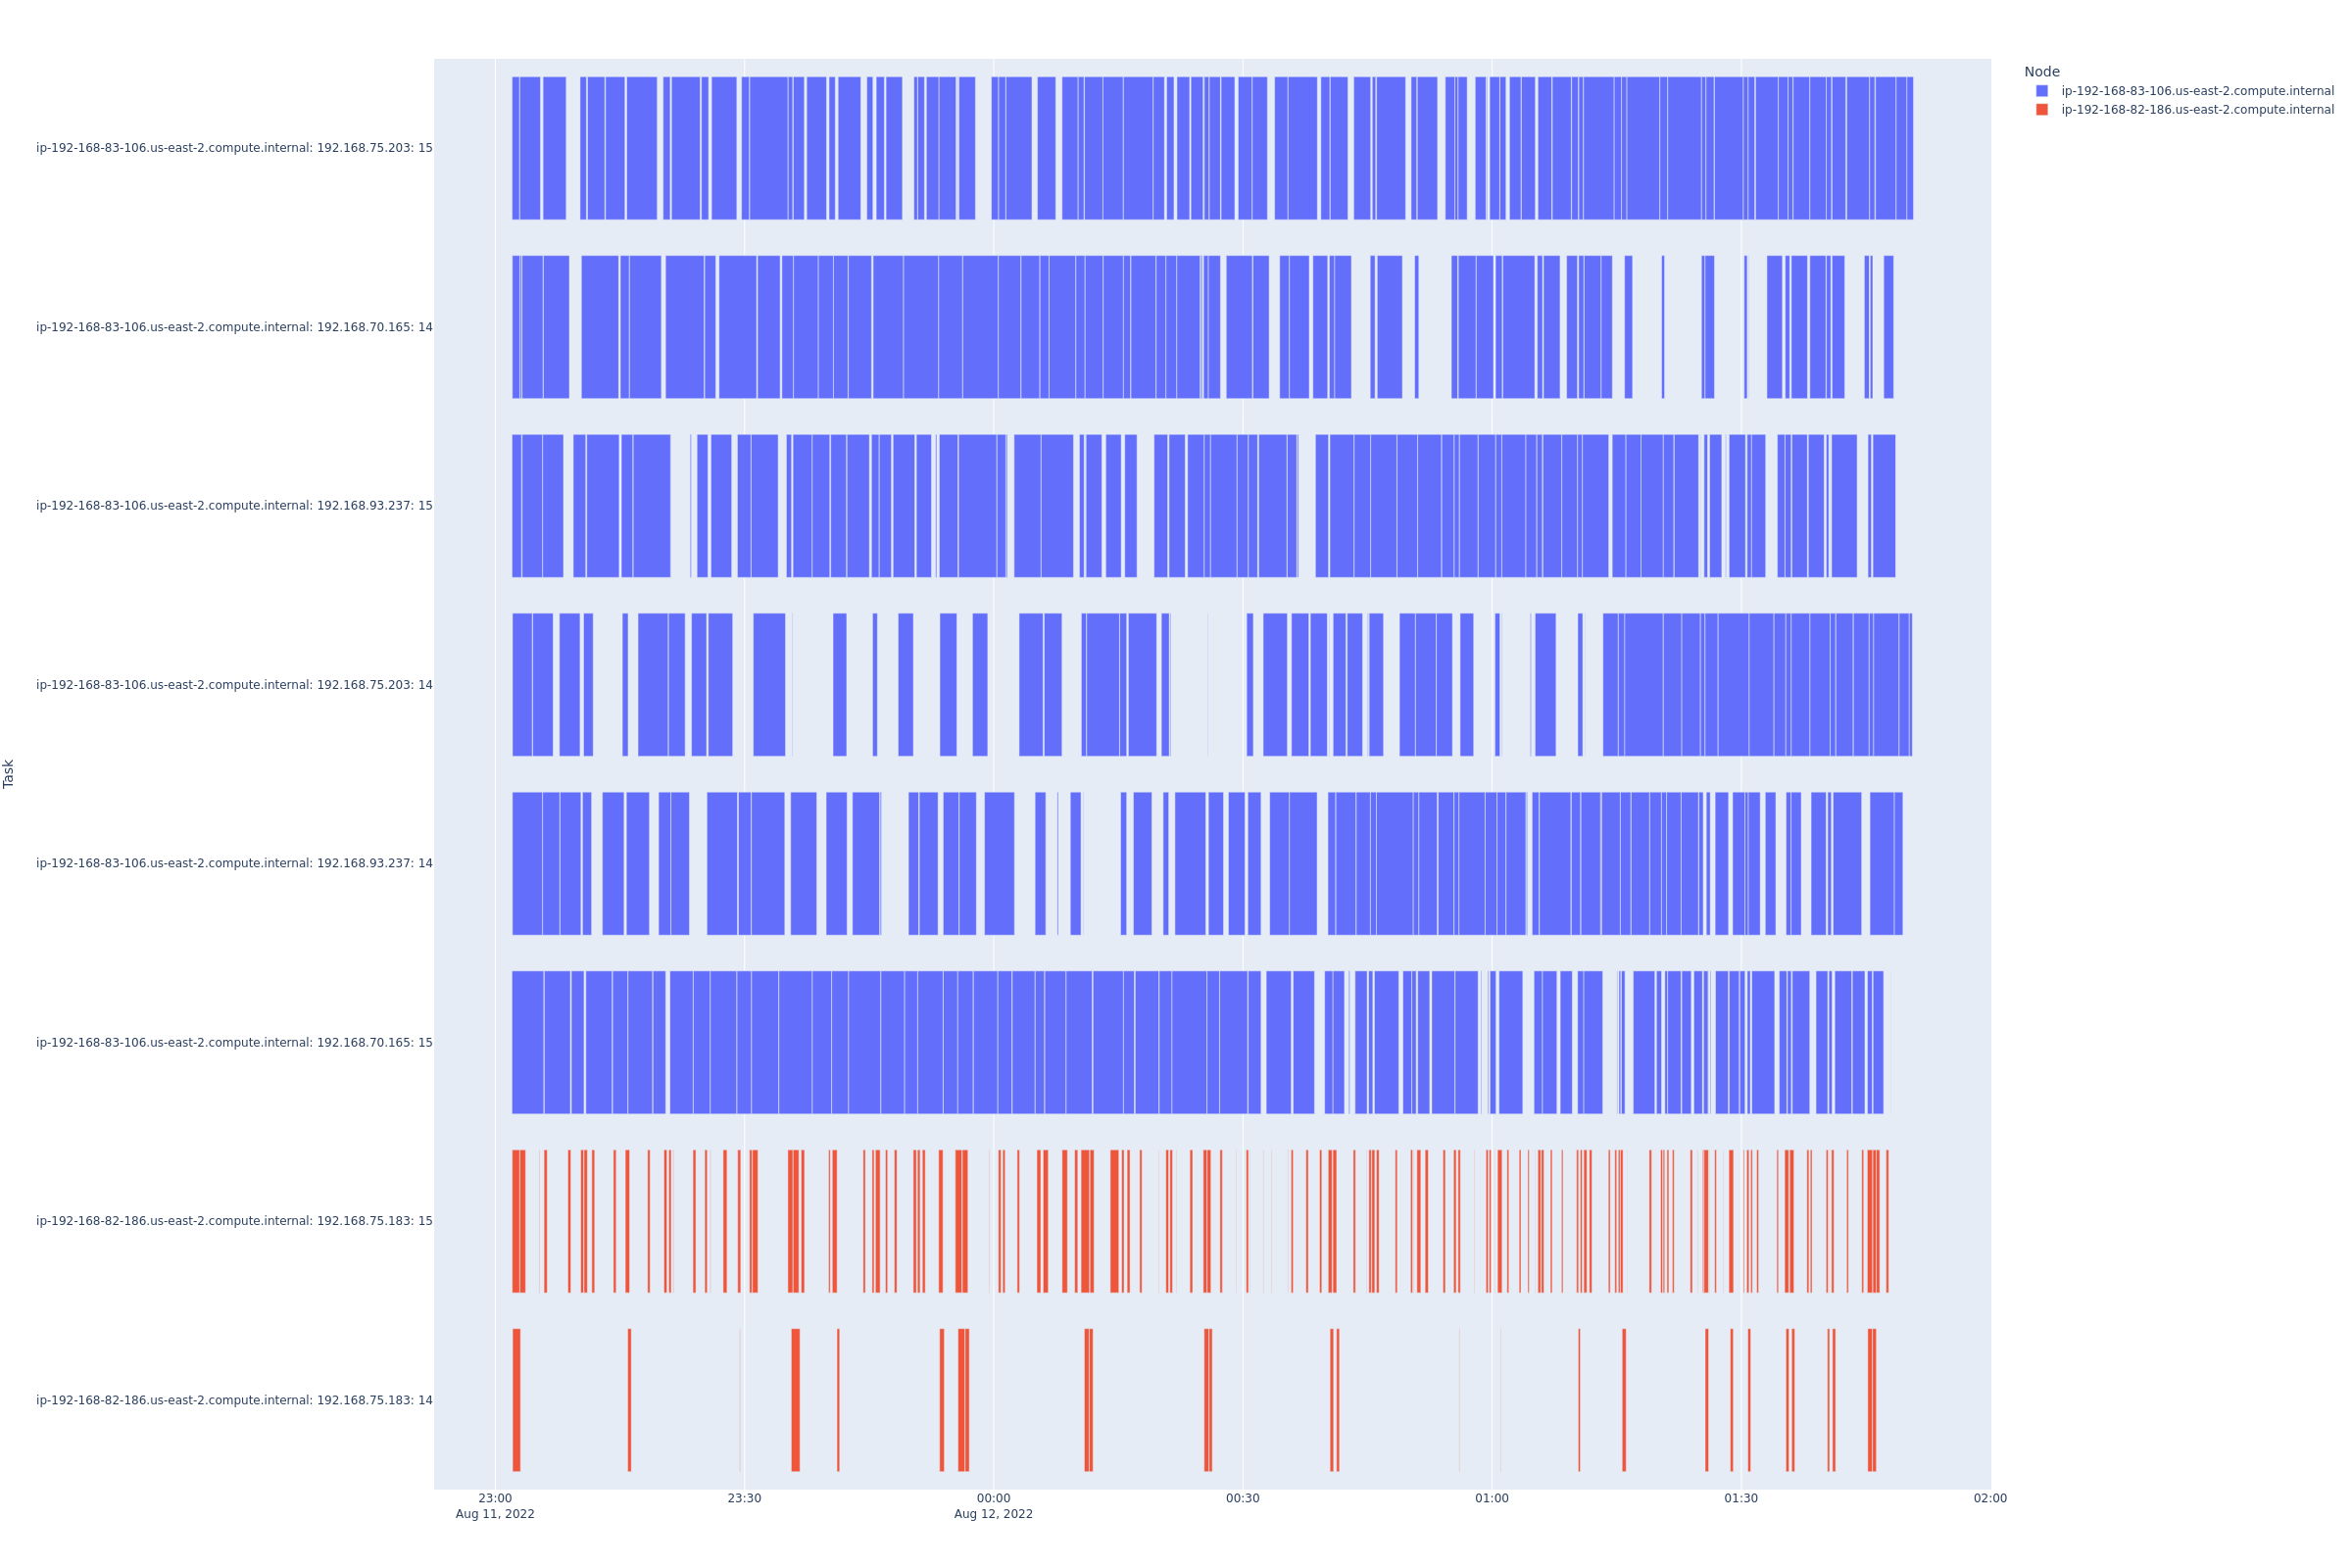 Node
ip-192-168-83-106.us-east-2.compute.internal
ip-192-168-82-186.us-east-2.compute.internal
ip-192-168-83-106.us-east-2.compute.internal: 192.168.75.203: 15
ip-192-168-83-106.us-east-2.compute.internal: 192.168.70.165: 14
ip-192-168-83-106.us-east-2.compute.internal: 192.168.93.237: 15
ip-192-168-83-106.us-east-2.compute.internal: 192.168.75.203: 14
Task
ip-192-168-83-106.us-east-2.compute.internal: 192.168.93.237: 14
ip-192-168-83-106.us-east-2.compute.internal: 192.168.70.165: 15
ip-192-168-82-186.us-east-2.compute.internal: 192.168.75.183: 15
ip-192-168-82-186.us-east-2.compute.internal: 192.168.75.183: 14
23:00 23:30 00:00 00:30 01:00 01:30 02:00
Aug 11, 2022 Aug 12, 2022